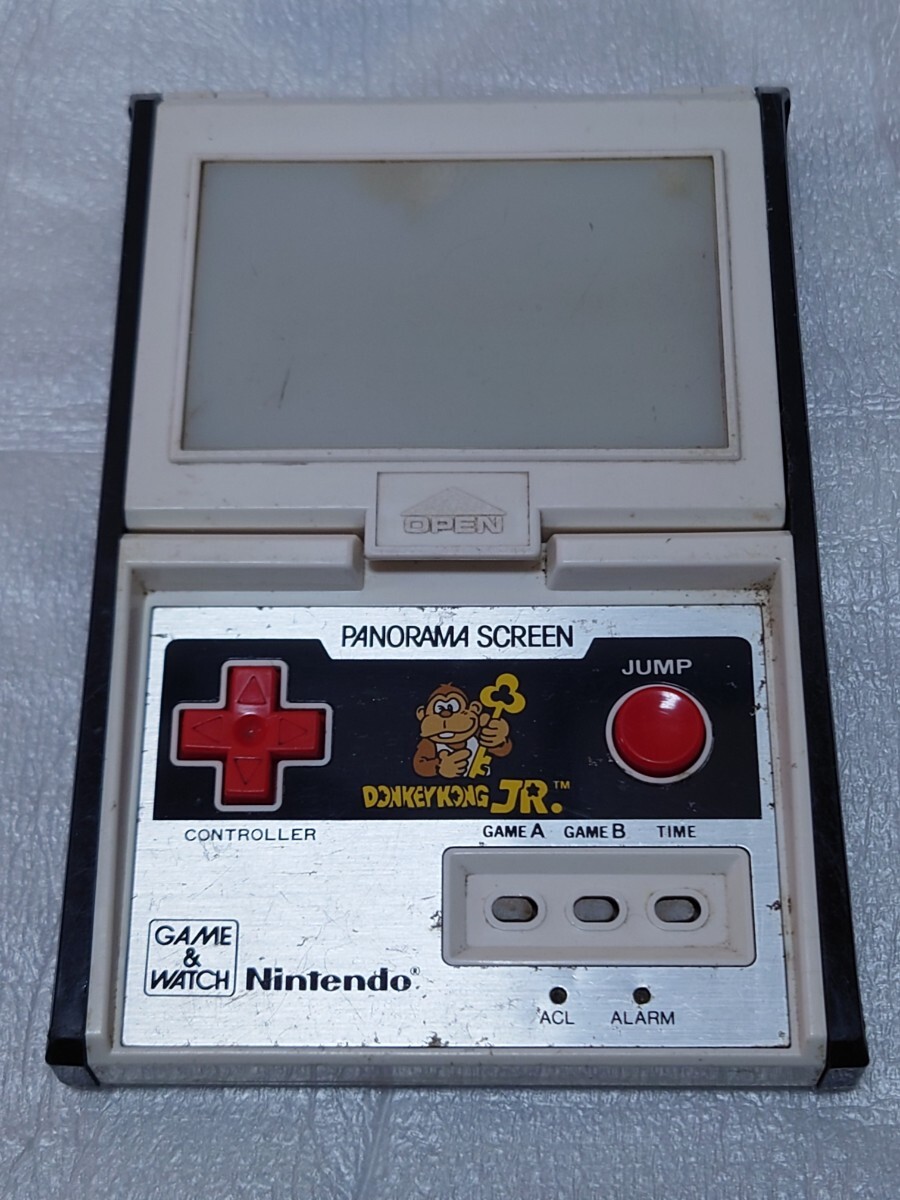 OPEN
PANORAMA SCREEN
JUMP
DONKEY KONG JR.™
CONTROLLER
GAME A GAME B TIME
GAME
&
WATCH
Nintendo®
ACL ALARM